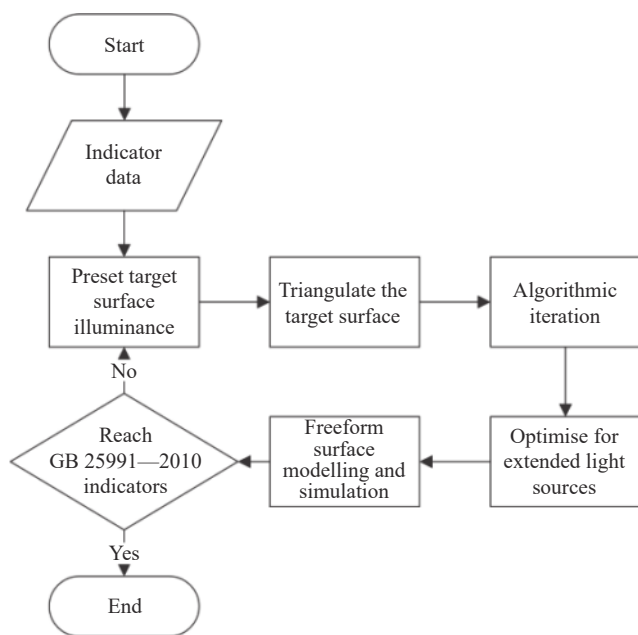 Start
Indicator
data
Preset target
surface
illuminance
Triangulate the
target surface
Algorithmic
iteration
Optimise for
extended light
sources
Freeform
surface
modelling and
simulation
Reach
GB 25991—2010
indicators
No
Yes
End